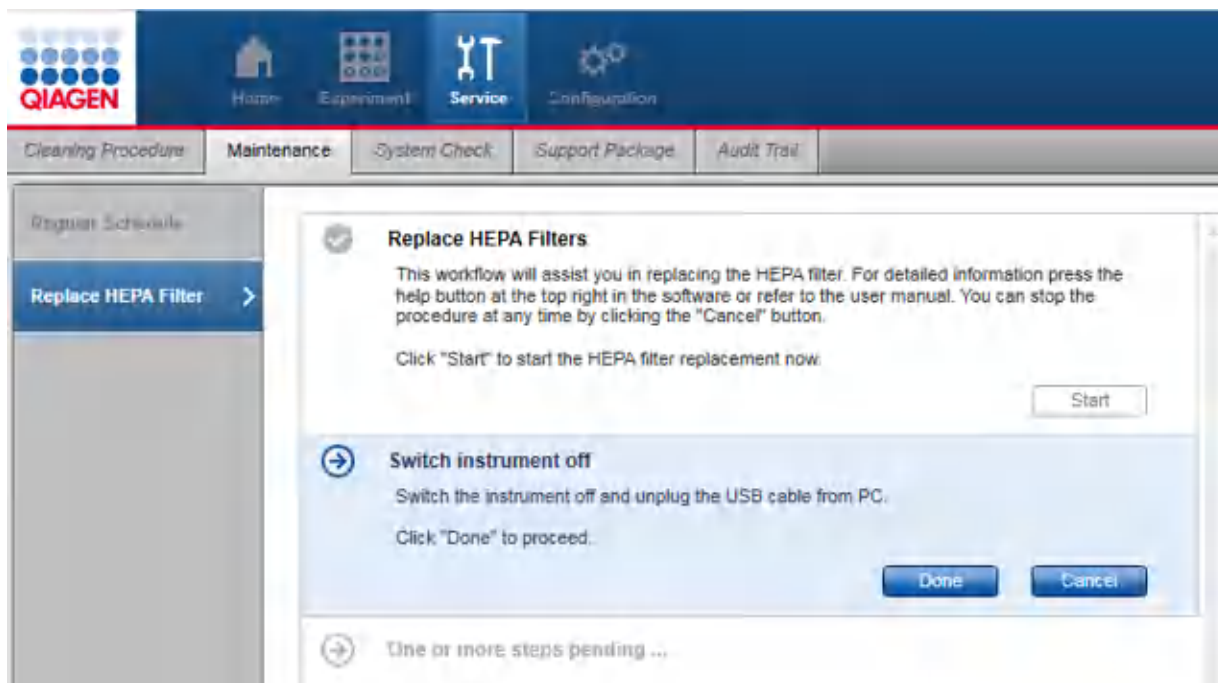 QIAGEN
Home Experiment Service Configuration
Cleaning Procedure Maintenance System Check Support Package Audit Trail
Regular Schedule
Replace HEPA Filter
Replace HEPA Filters
This workflow will assist you in replacing the HEPA filter. For detailed information press the
help button at the top right in the software or refer to the user manual. You can stop the
procedure at any time by clicking the "Cancel" button.
Click "Start" to start the HEPA filter replacement now.
Start
Switch instrument off
Switch the instrument off and unplug the USB cable from PC.
Click "Done" to proceed.
Done Cancel
One or more steps pending ...